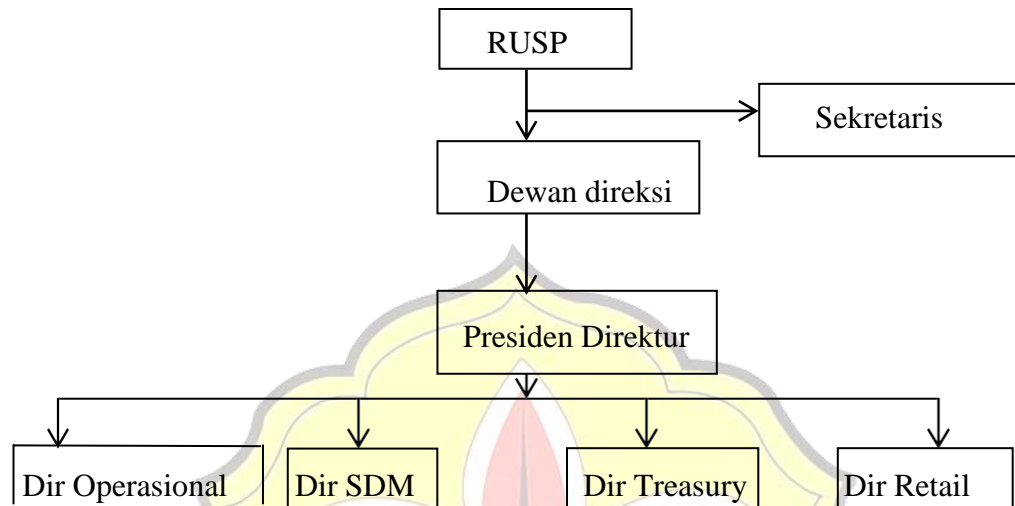 RUSP
Sekretaris
Dewan direksi
Presiden Direktur
Dir Operasional
Dir SDM
Dir Treasury
Dir Retail